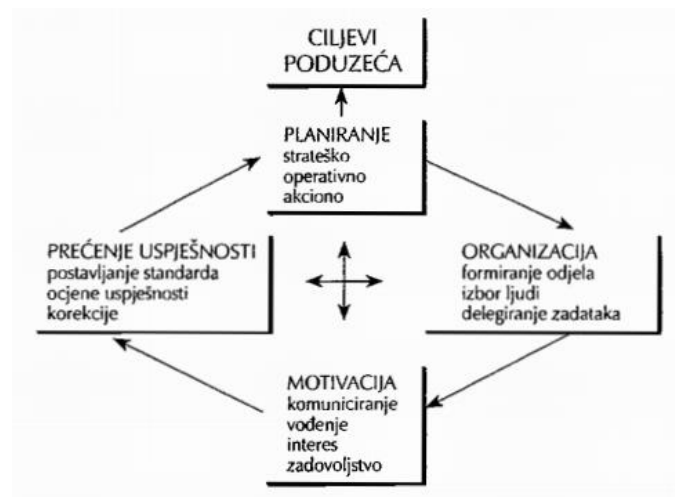 CILJEVI
PODUZEĆA
PLANIRANJE
strateško
operativno
akciono
PREĆENJE USPJEŠNOSTI
postavljanje standarda
ocjene uspješnosti
korekcije
ORGANIZACIJA
formiranje odjela
izbor ljudi
delegiranje zadataka
MOTIVACIJA
komuniciranje
vođenje
interes
zadovoljstvo